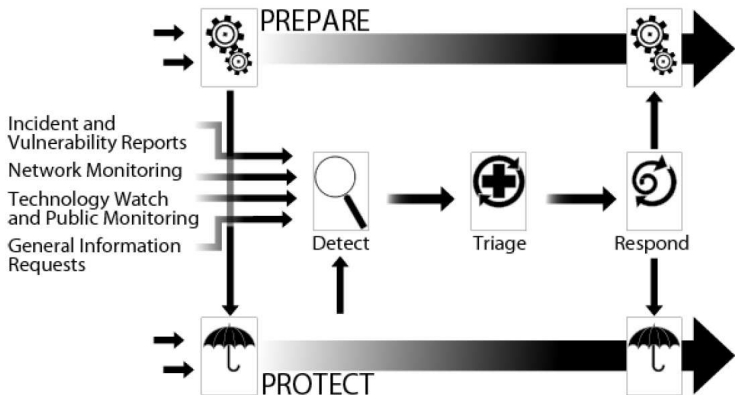 PREPARE
Incident and
Vulnerability Reports
Network Monitoring
Technology Watch
and Public Monitoring
General Information
Requests
Detect
Triage
Respond
PROTECT